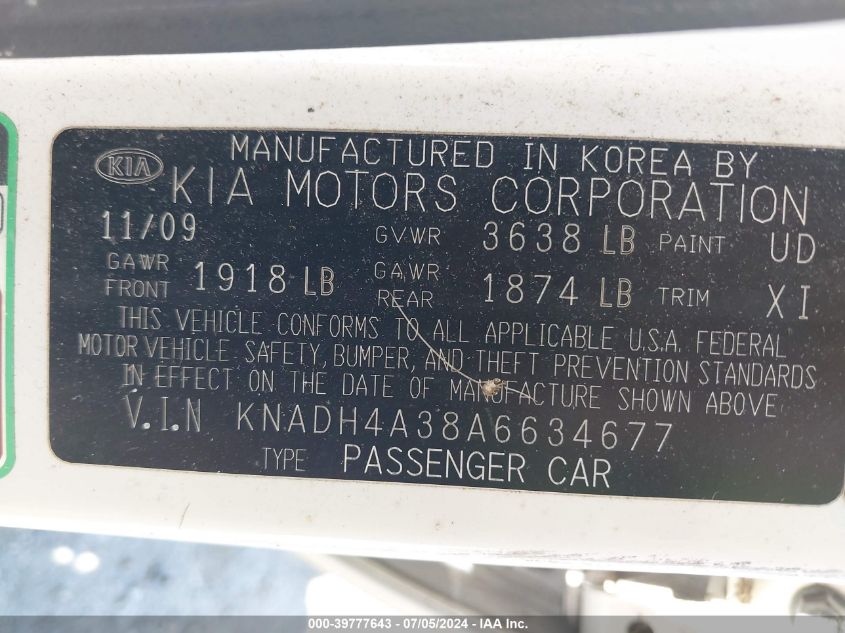 MANUFACTURED IN KOREA BY
KIA
KIA MOTORS CORPORATION
11/09 GVWR 3638 LB PAINT UD
GAWR FRONT 1918 LB GAWR REAR 1874 LB TRIM XI
THIS VEHICLE CONFORMS TO ALL APPLICABLE U.S.A. FEDERAL
MOTOR VEHICLE SAFETY, BUMPER, AND THEFT PREVENTION STANDARDS
IN EFFECT ON THE DATE OF MANUFACTURE SHOWN ABOVE
V.I.N KNADH4A38A6634677
TYPE PASSENGER CAR
000-39777643 - 07/05/2024 - IAA Inc.